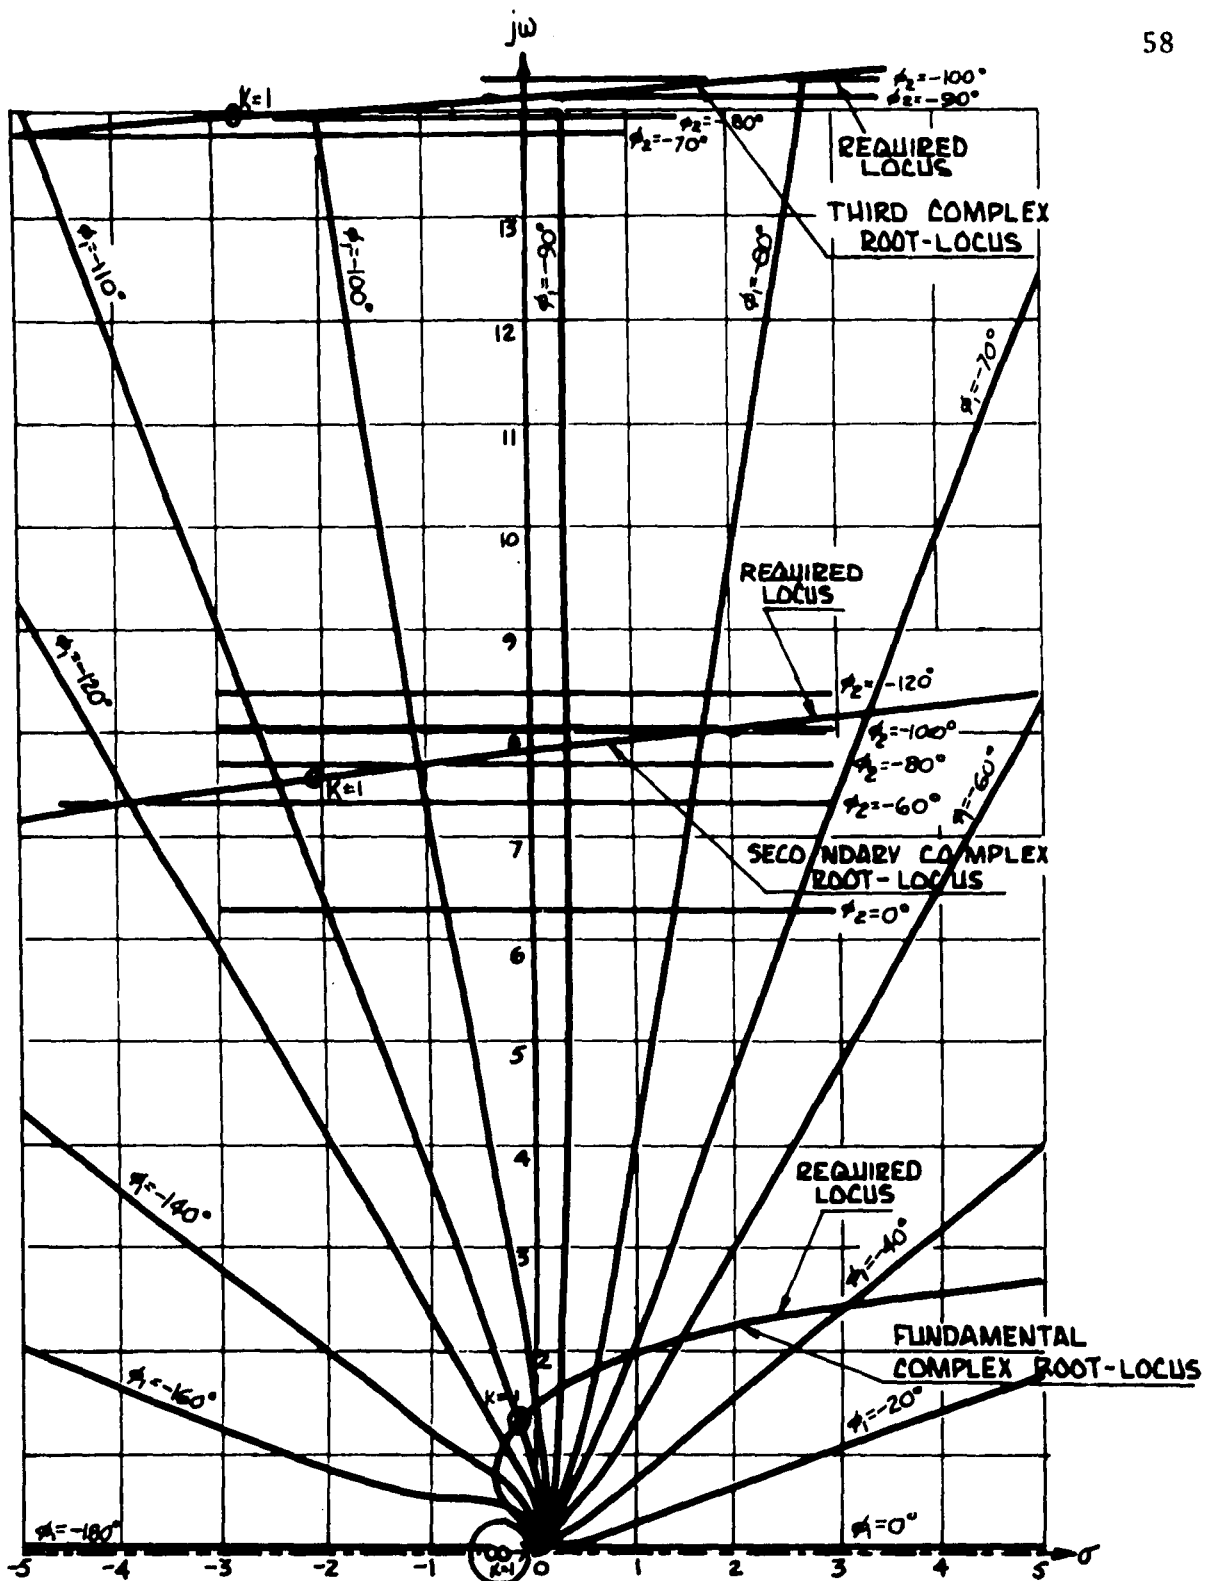 58
jω
K=1
ϕ₂=-100°
ϕ₂=-90°
ϕ₂=-80°
ϕ₂=-70°
REQUIRED
LOCUS
THIRD COMPLEX
ROOT-LOCUS
ϕ₁=-110°
ϕ₁=-100°
ϕ₁=-90°
ϕ₁=-80°
13
12
ϕ₁=-70°
11
10
REQUIRED
LOCUS
9
ϕ₁=-120°
ϕ₂=-120°
ϕ₂=-100°
8
K=1
ϕ₂=-80°
ϕ₂=-60°
ϕ₁=-60°
7
SECONDARY COMPLEX
ROOT-LOCUS
ϕ₂=0°
6
5
4
REQUIRED
LOCUS
ϕ₁=-140°
3
ϕ₁=-40°
FUNDAMENTAL
COMPLEX ROOT-LOCUS
2
ϕ₁=-160°
K=1
ϕ₁=-20°
ϕ₁=-180°
ϕ₁=0°
-5 -4 -3 -2 -1 0 1 2 3 4 5 σ
K=1